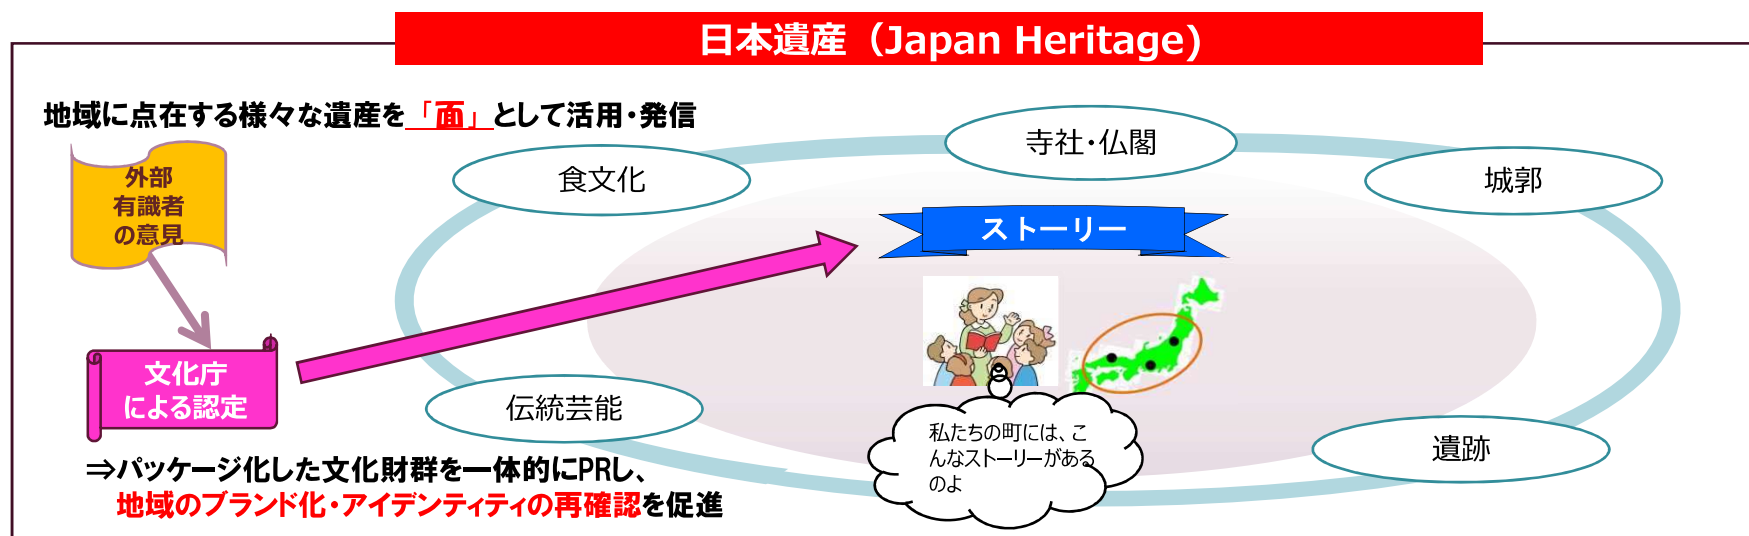 日本遺産（Japan Heritage)
地域に点在する様々な遺産を「面」として活用・発信
外部
有識者
の意見
文化庁
による認定
食文化
寺社・仏閣
城郭
ストーリー
伝統芸能
遺跡
私たちの町には、こ
んなストーリーがある
のよ
⇒パッケージ化した文化財群を一体的にPRし、
地域のブランド化・アイデンティティの再確認を促進